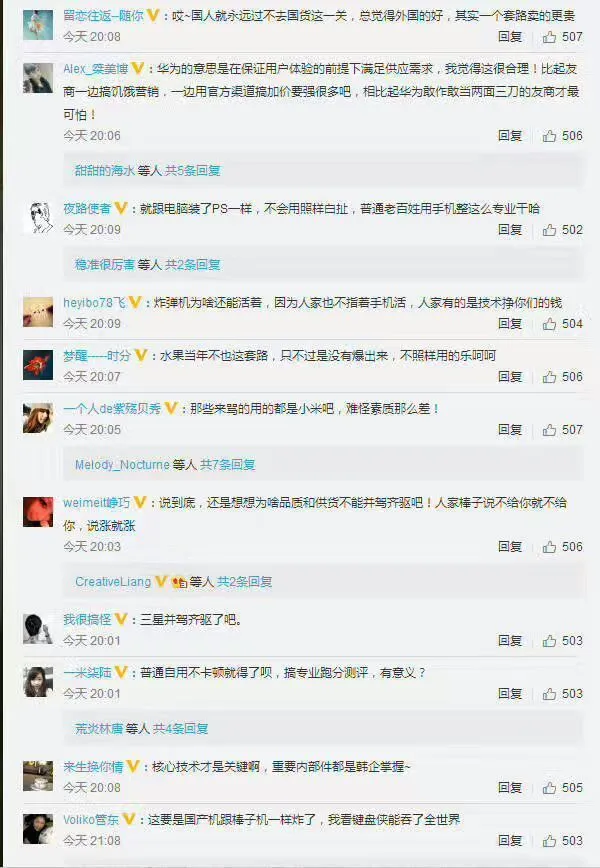 留恋往返--随你：哎~国人就永远过不去国货这一关，总觉得外国的好，其实一个套路卖的更贵
今天 20:08 回复 507
Alex_梁美博：华为的意思是在保证用户体验的前提下满足供应需求，我觉得这很合理！比起友
商一边搞饥饿营销，一边用官方渠道搞加价要强很多吧，相比起华为敢作敢当两面三刀的友商才最
可怕！
今天 20:06 回复 506
甜甜的海水 等人 共5条回复
夜路使者：就跟电脑装了PS一样，不会用照样白扯，普通老百姓用手机整这么专业干哈
今天 20:09 回复 502
稳准很厉害 等人 共2条回复
heyibo78飞：炸弹机为啥还能活着，因为人家也不指着手机活，人家有的是技术挣你们的钱
今天 20:09 回复 504
梦醒-----时分：水果当年不也这套路，只不过是没有爆出来，不照样用的乐呵呵
今天 20:07 回复 506
一个人de紫殇贝秀：那些来骂的用的都是小米吧，难怪素质那么差！
今天 20:05 回复 507
Melody_Nocturne 等人 共7条回复
weimeit峥巧：说到底，还是想想为啥品质和供货不能并驾齐驱吧！人家棒子说不给你就不给
你，说涨就涨
今天 20:03 回复 506
CreativeLiang 等人 共2条回复
我很搞怪：三星并驾齐驱了吧。
今天 20:01 回复 503
一米柒陆：普通自用不卡顿就得了呗，搞专业跑分测评，有意义？
今天 20:01 回复 503
荒炎林唐 等人 共4条回复
来生换你情：核心技术才是关键啊，重要内部件都是韩企掌握~
今天 20:08 回复 505
Voliko管东：这要是国产机跟棒子机一样炸了，我看键盘侠能吞了全世界
今天 21:08 回复 503